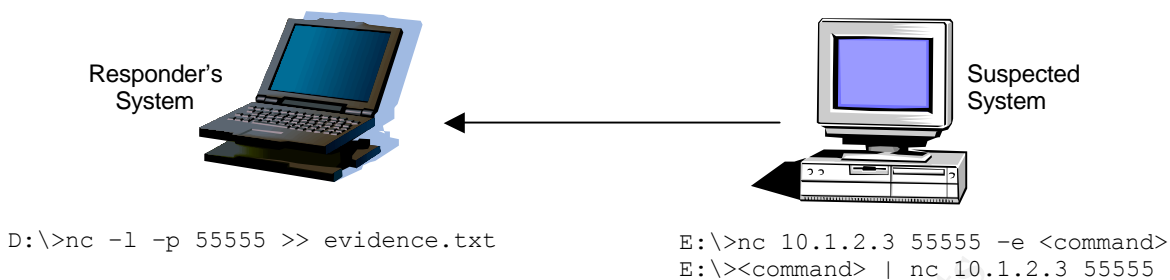 Responder's
System
Suspected
System
D:\>nc –l –p 55555 >> evidence.txt
E:\>nc 10.1.2.3 55555 –e <command>
E:\><command> | nc 10.1.2.3 55555